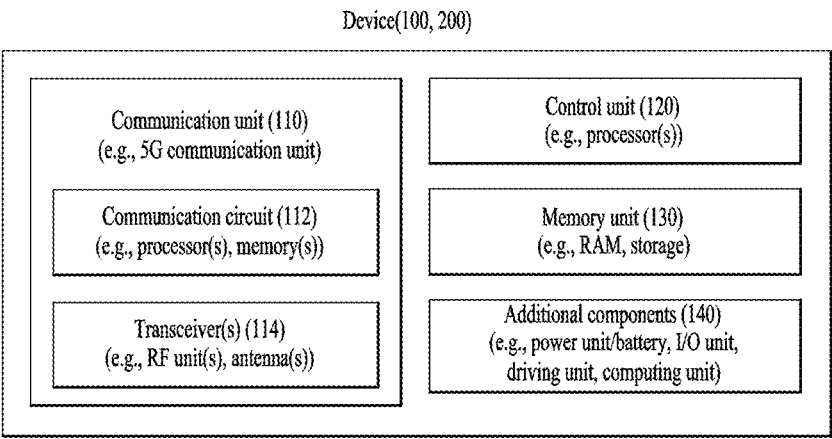 Device(100, 200)
Communication unit (110)
(e.g., 5G communication unit)
Communication circuit (112)
(e.g., processor(s), memory(s))
Transceiver(s) (114)
(e.g., RF unit(s), antenna(s))
Control unit (120)
(e.g., processor(s))
Memory unit (130)
(e.g., RAM, storage)
Additional components (140)
(e.g., power unit/battery, I/O unit,
driving unit, computing unit)